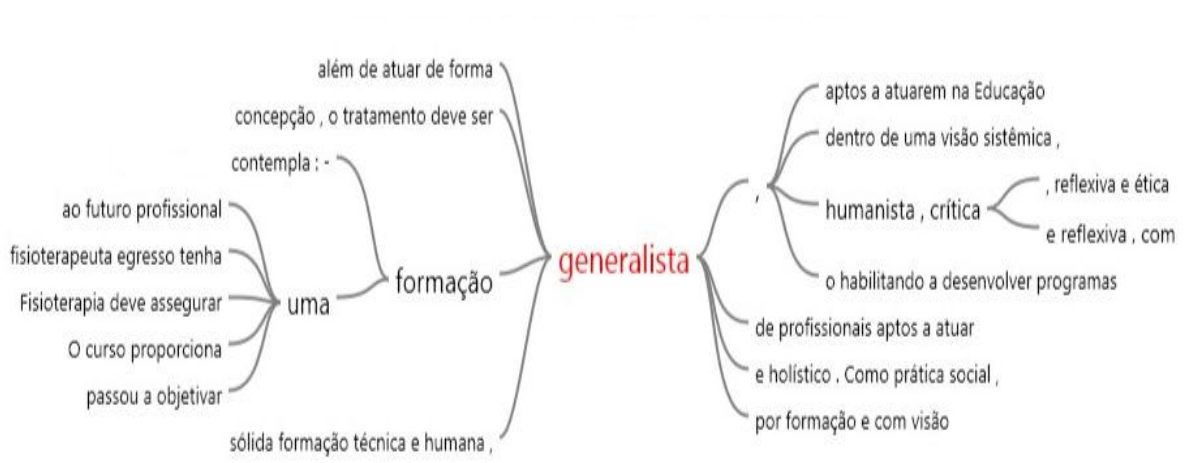 além de atuar de forma
concepção , o tratamento deve ser
contempla : -
ao futuro profissional
fisioterapeuta egresso tenha
Fisioterapia deve assegurar
O curso proporciona
passou a objetivar
uma
formação
sólida formação técnica e humana ,
generalista
,
aptos a atuarem na Educação
dentro de uma visão sistêmica ,
humanista , crítica
, reflexiva e ética
e reflexiva , com
o habilitando a desenvolver programas
de profissionais aptos a atuar
e holístico . Como prática social ,
por formação e com visão